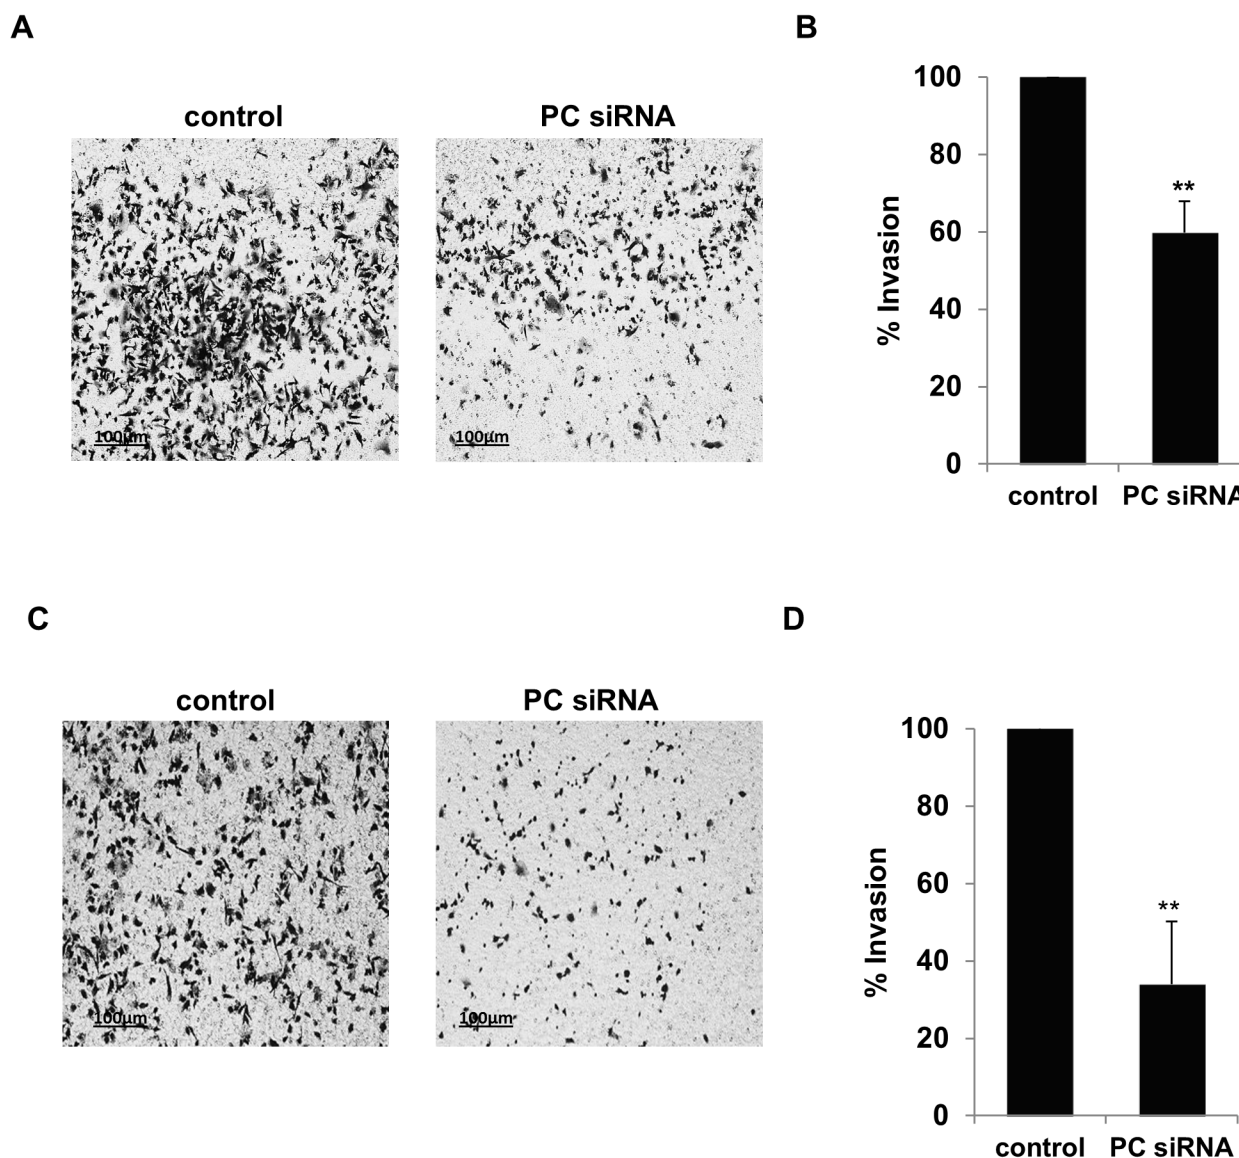 A
control
PC siRNA
100µm
100µm
B
100
80
60
40
20
0
% Invasion
**
control
PC siRNA
C
control
PC siRNA
100µm
100µm
D
100
80
60
40
20
0
% Invasion
**
control
PC siRNA